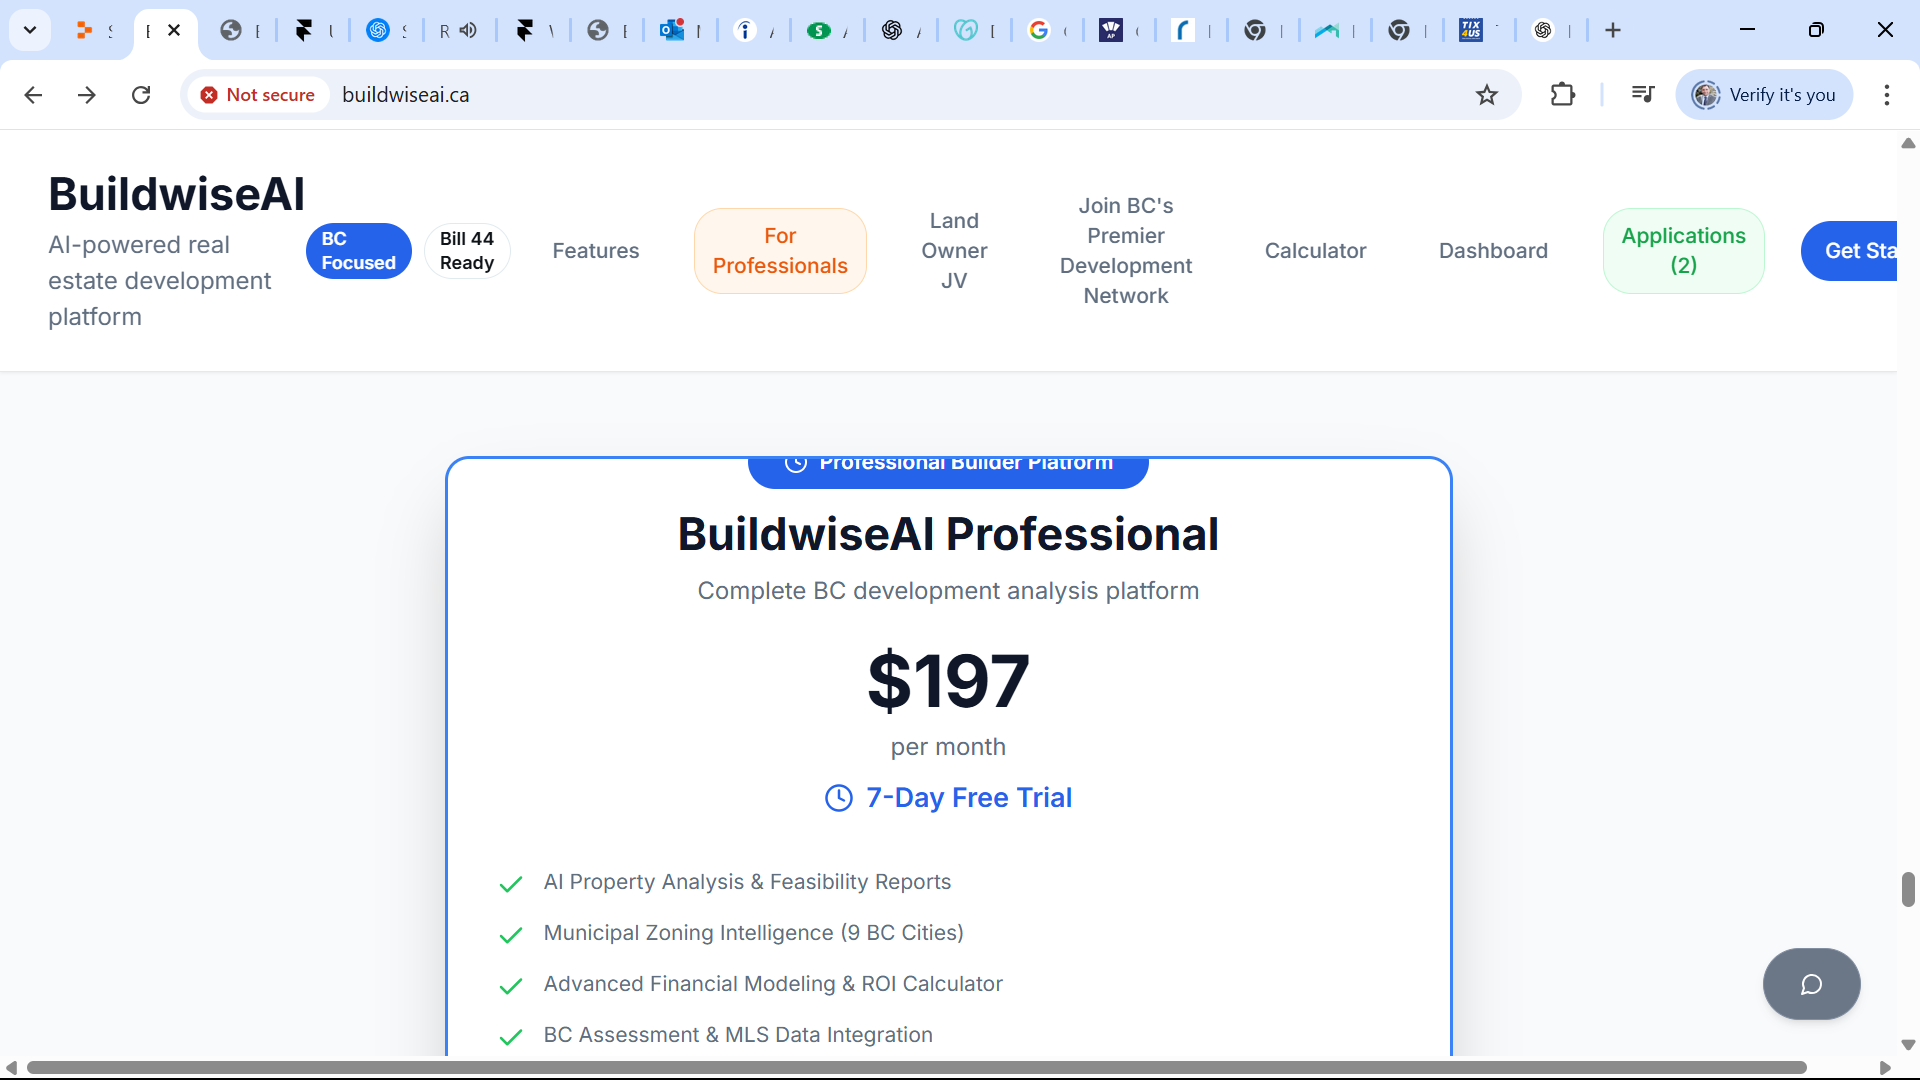 Not secure
buildwiseai.ca
Verify it's you
BuildwiseAI
AI-powered real
estate development
platform
BC
Focused
Bill 44
Ready
Features
For
Professionals
Land
Owner
JV
Join BC's
Premier
Development
Network
Calculator
Dashboard
Applications
(2)
Get Sta
Professional Builder Platform
BuildwiseAI Professional
Complete BC development analysis platform
$197
per month
7-Day Free Trial
AI Property Analysis & Feasibility Reports
Municipal Zoning Intelligence (9 BC Cities)
Advanced Financial Modeling & ROI Calculator
BC Assessment & MLS Data Integration